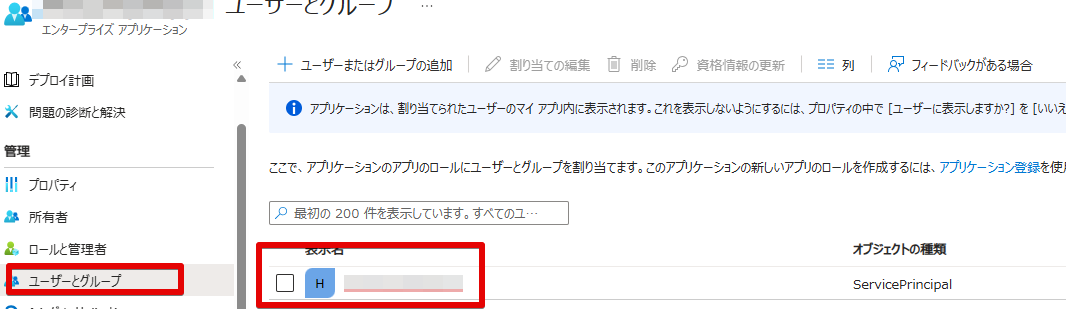 ユーザーとグループ …
エンタープライズ アプリケーション
«
デプロイ計画
問題の診断と解決
管理
プロパティ
所有者
ロールと管理者
ユーザーとグループ
ユーザーまたはグループの追加 割り当ての編集 削除 資格情報の更新 列 フィードバックがある場合
アプリケーションは、割り当てられたユーザーのマイ アプリ内に表示されます。これを表示しないようにするには、プロパティの中で [ユーザーに表示しますか?] を [いいえ
ここで、アプリケーションのアプリのロールにユーザーとグループを割り当てます。このアプリケーションの新しいアプリのロールを作成するには、アプリケーション登録を使用
最初の 200 件を表示しています。すべてのユ…
表示名 オブジェクトの種類
H ServicePrincipal